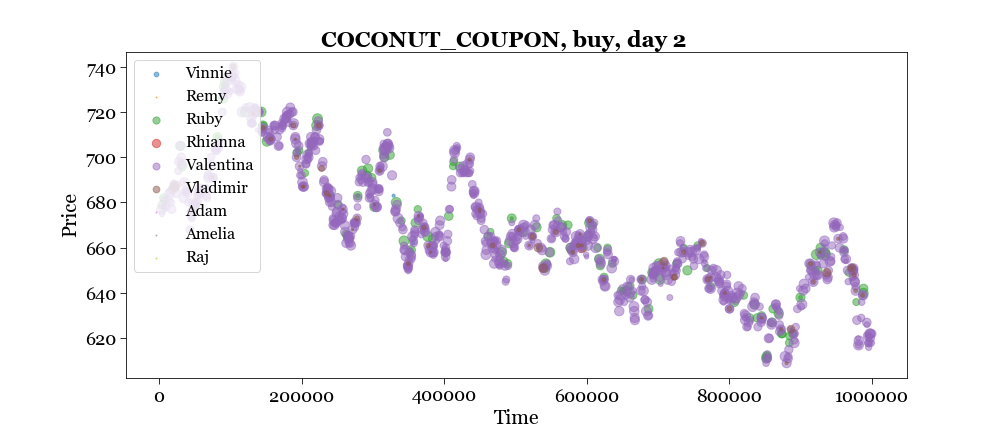 COCONUT_COUPON, buy, day 2
Price
740
720
700
680
660
640
620
Vinnie
Remy
Ruby
Rhianna
Valentina
Vladimir
Adam
Amelia
Raj
0 200000 400000 600000 800000 1000000
Time